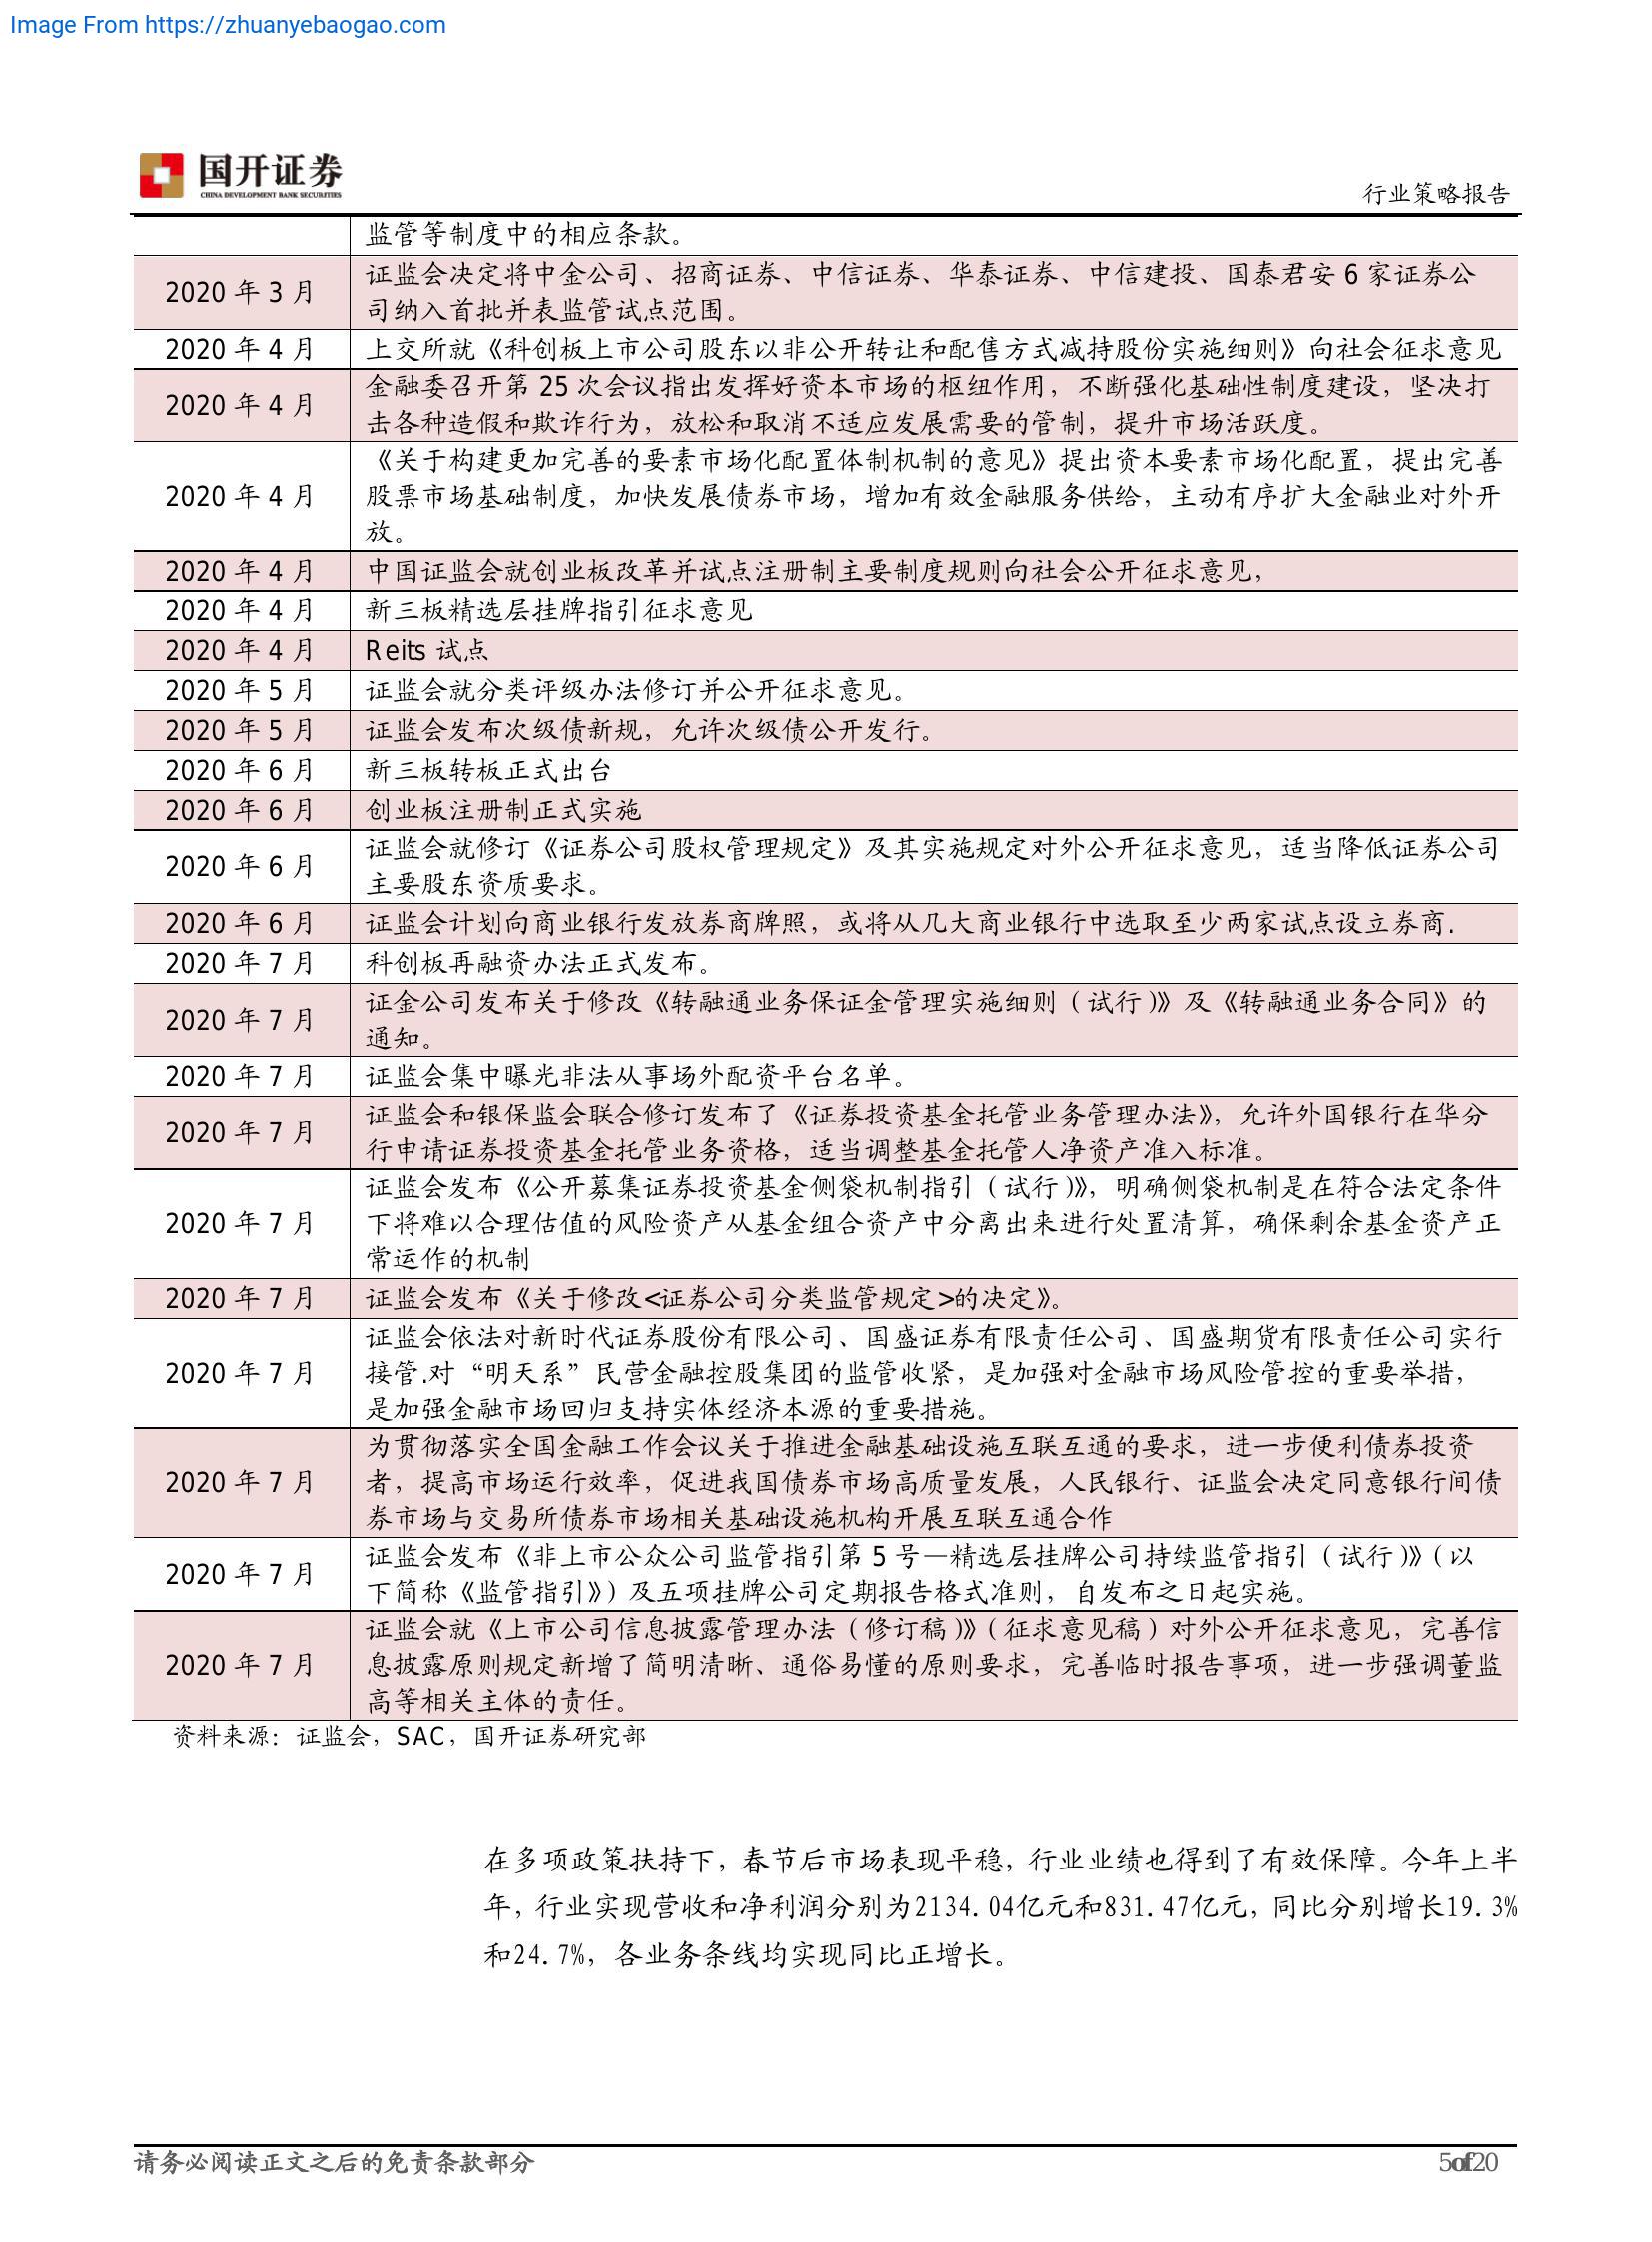 Image From https://zhuanyebaogao.com
国开证券
CHINA DEVELOPMENT BANK SECURITIES
行业策略报告
监管等制度中的相应条款。
2020 年 3 月
证监会决定将中金公司、招商证券、中信证券、华泰证券、中信建投、国泰君安 6 家证券公
司纳入首批并表监管试点范围。
2020 年 4 月
上交所就《科创板上市公司股东以非公开转让和配售方式减持股份实施细则》向社会征求意见
2020 年 4 月
金融委召开第 25 次会议指出发挥好资本市场的枢纽作用，不断强化基础性制度建设，坚决打
击各种造假和欺诈行为，放松和取消不适应发展需要的管制，提升市场活跃度。
2020 年 4 月
《关于构建更加完善的要素市场化配置体制机制的意见》提出资本要素市场化配置，提出完善
股票市场基础制度，加快发展债券市场，增加有效金融服务供给，主动有序扩大金融业对外开
放。
2020 年 4 月
中国证监会就创业板改革并试点注册制主要制度规则向社会公开征求意见，
2020 年 4 月
新三板精选层挂牌指引征求意见
2020 年 4 月
Reits 试点
2020 年 5 月
证监会就分类评级办法修订并公开征求意见。
2020 年 5 月
证监会发布次级债新规，允许次级债公开发行。
2020 年 6 月
新三板转板正式出台
2020 年 6 月
创业板注册制正式实施
2020 年 6 月
证监会就修订《证券公司股权管理规定》及其实施规定对外公开征求意见，适当降低证券公司
主要股东资质要求。
2020 年 6 月
证监会计划向商业银行发放券商牌照，或将从几大商业银行中选取至少两家试点设立券商.
2020 年 7 月
科创板再融资办法正式发布。
2020 年 7 月
证金公司发布关于修改《转融通业务保证金管理实施细则（试行）》及《转融通业务合同》的
通知。
2020 年 7 月
证监会集中曝光非法从事场外配资平台名单。
2020 年 7 月
证监会和银保监会联合修订发布了《证券投资基金托管业务管理办法》，允许外国银行在华分
行申请证券投资基金托管业务资格，适当调整基金托管人净资产准入标准。
2020 年 7 月
证监会发布《公开募集证券投资基金侧袋机制指引（试行）》，明确侧袋机制是在符合法定条件
下将难以合理估值的风险资产从基金组合资产中分离出来进行处置清算，确保剩余基金资产正
常运作的机制
2020 年 7 月
证监会发布《关于修改<证券公司分类监管规定>的决定》。
2020 年 7 月
证监会依法对新时代证券股份有限公司、国盛证券有限责任公司、国盛期货有限责任公司实行
接管.对“明天系”民营金融控股集团的监管收紧，是加强对金融市场风险管控的重要举措，
是加强金融市场回归支持实体经济本源的重要措施。
2020 年 7 月
为贯彻落实全国金融工作会议关于推进金融基础设施互联互通的要求，进一步便利债券投资
者，提高市场运行效率，促进我国债券市场高质量发展，人民银行、证监会决定同意银行间债
券市场与交易所债券市场相关基础设施机构开展互联互通合作
2020 年 7 月
证监会发布《非上市公众公司监管指引第 5 号—精选层挂牌公司持续监管指引（试行）》（以
下简称《监管指引》）及五项挂牌公司定期报告格式准则，自发布之日起实施。
2020 年 7 月
证监会就《上市公司信息披露管理办法（修订稿）》（征求意见稿）对外公开征求意见，完善信
息披露原则规定新增了简明清晰、通俗易懂的原则要求，完善临时报告事项，进一步强调董监
高等相关主体的责任。
资料来源：证监会，SAC，国开证券研究部
在多项政策扶持下，春节后市场表现平稳，行业业绩也得到了有效保障。今年上半
年，行业实现营收和净利润分别为2134.04亿元和831.47亿元，同比分别增长19.3%
和24.7%，各业务条线均实现同比正增长。
请务必阅读正文之后的免责条款部分
5of20